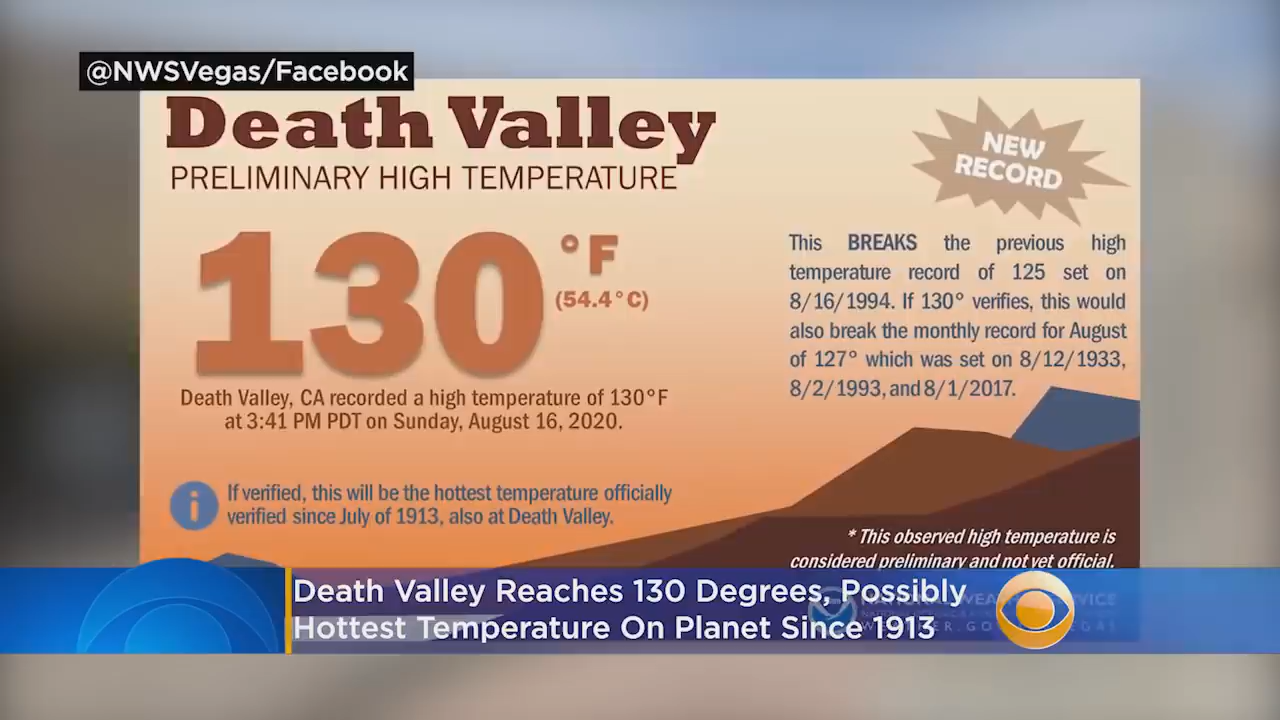 @NWSVegas/Facebook
Death Valley
PRELIMINARY HIGH TEMPERATURE
NEW
RECORD
130 °F
(54.4°C)
Death Valley, CA recorded a high temperature of 130°F
at 3:41 PM PDT on Sunday, August 16, 2020.
This BREAKS the previous high
temperature record of 125 set on
8/16/1994. If 130° verifies, this would
also break the monthly record for August
of 127° which was set on 8/12/1933,
8/2/1993, and 8/1/2017.
i
If verified, this will be the hottest temperature officially
verified since July of 1913, also at Death Valley.
* This observed high temperature is
considered preliminary and not yet official.
Death Valley Reaches 130 Degrees, Possibly
Hottest Temperature On Planet Since 1913